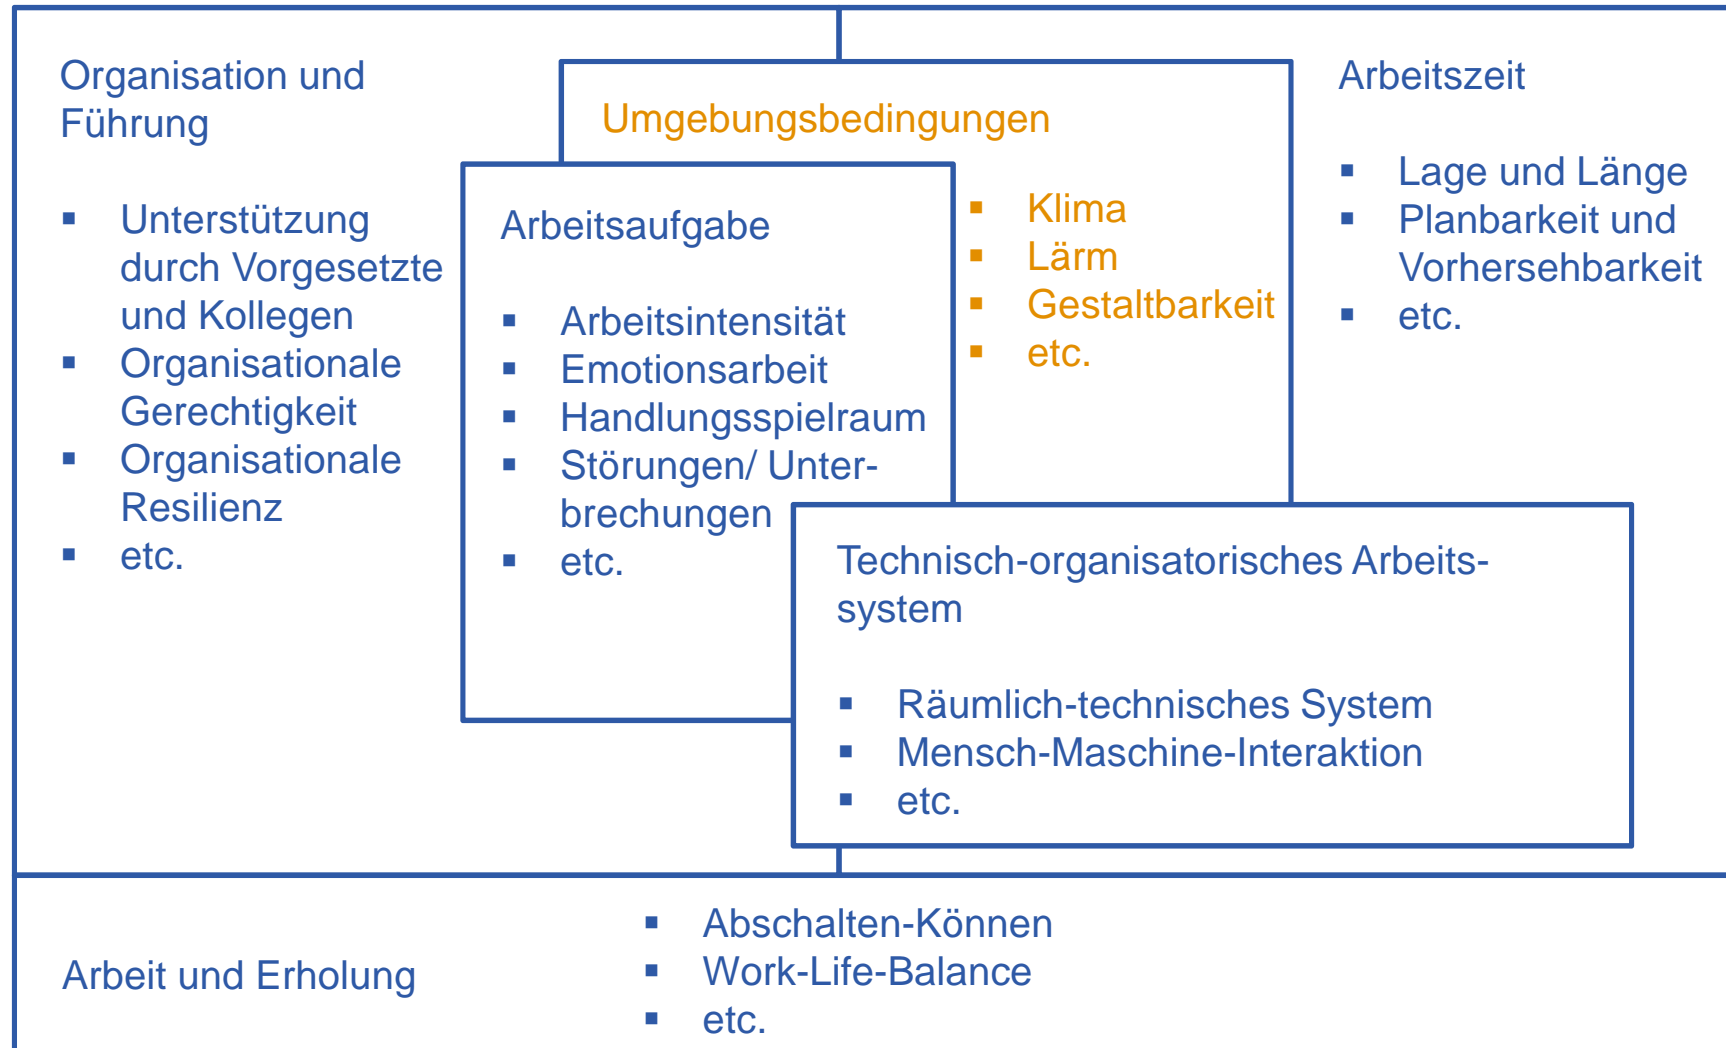 Organisation und
Führung
▪ Unterstützung
durch Vorgesetzte
und Kollegen
▪ Organisationale
Gerechtigkeit
▪ Organisationale
Resilienz
▪ etc.
Umgebungsbedingungen
▪ Klima
▪ Lärm
▪ Gestaltbarkeit
▪ etc.
Arbeitsaufgabe
▪ Arbeitsintensität
▪ Emotionsarbeit
▪ Handlungsspielraum
▪ Störungen/ Unter-
brechungen
▪ etc.
Arbeitszeit
▪ Lage und Länge
▪ Planbarkeit und
Vorhersehbarkeit
▪ etc.
Technisch-organisatorisches Arbeits-
system
▪ Räumlich-technisches System
▪ Mensch-Maschine-Interaktion
▪ etc.
Arbeit und Erholung
▪ Abschalten-Können
▪ Work-Life-Balance
▪ etc.